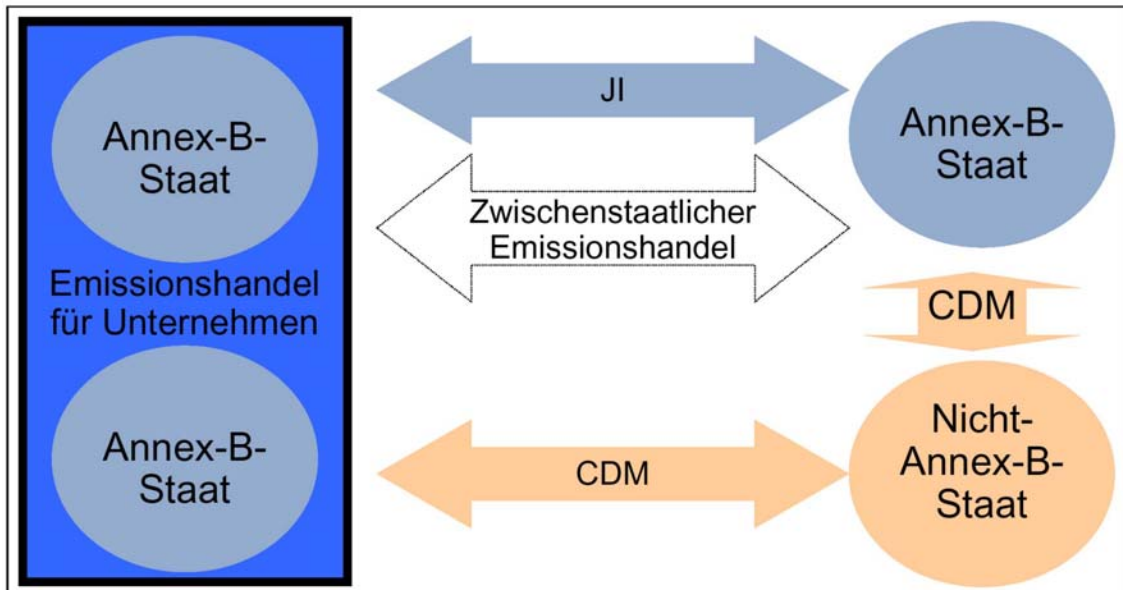 Annex-B-
Staat
Emissionshandel
für Unternehmen
Annex-B-
Staat
JI
Zwischenstaatlicher
Emissionshandel
CDM
Annex-B-
Staat
CDM
Nicht-
Annex-B-
Staat